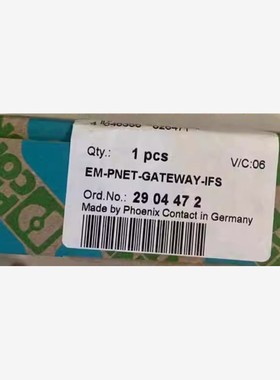 Qty.: 1 pcs
V/C:06
EM-PNET-GATEWAY-IFS
Ord.No.: 29 04 47 2
Made by Phoenix Contact in Germany